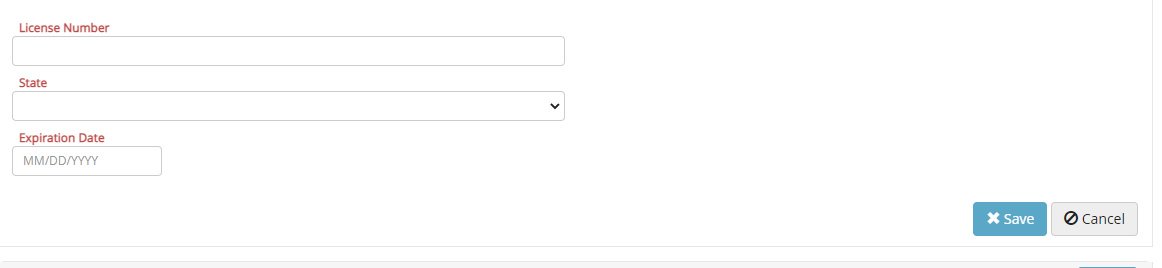 License Number
State
Expiration Date
MM/DD/YYYY
Save Cancel